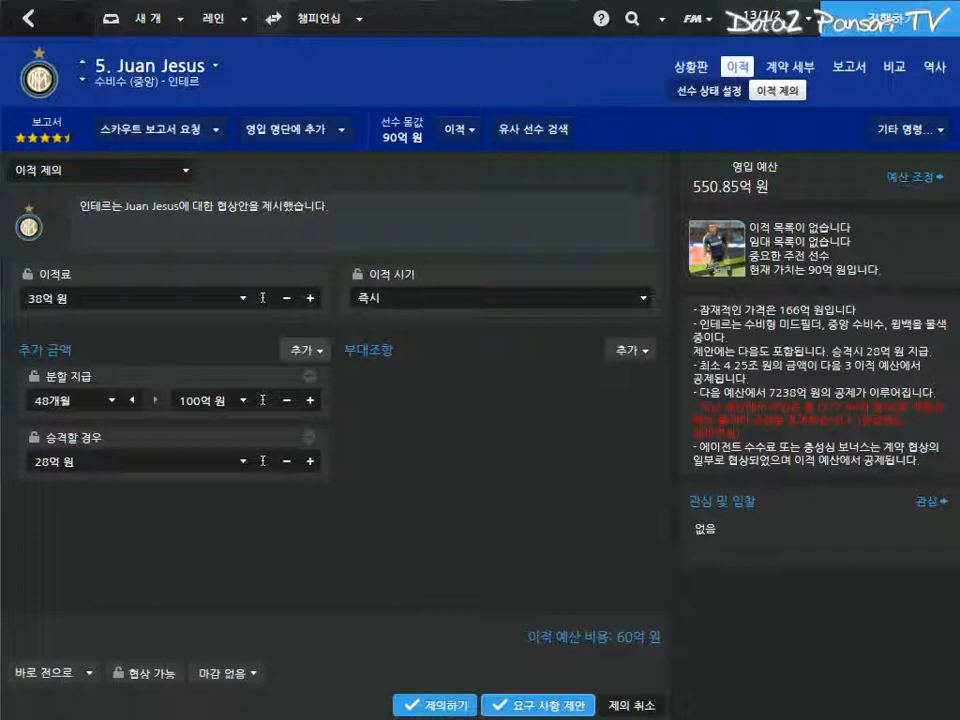 새 개
레인
챔피언십
FM
13/7/2
Dota2 Pansori TV
5. Juan Jesus
수비수 (중앙) - 인테르
상황판
이적
계약 세부
보고서
비교
역사
선수 상태 설정
이적 제의
보고서
스카우트 보고서 요청
영입 명단에 추가
선수 몸값
90억 원
이적
유사 선수 검색
기타 명령...
이적 제의
인테르는 Juan Jesus에 대한 협상안을 제시했습니다.
이적료
38억 원
이적 시기
즉시
추가 금액
추가
부대조항
추가
분할 지급
48개월
100억 원
승격할 경우
28억 원
영입 예산
550.85억 원
예산 조정
이적 목록이 없습니다
임대 목록이 없습니다
중요한 주전 선수
현재 가치는 90억 원입니다.
- 잠재적인 가격은 166억 원입니다
- 인테르는 수비형 미드필더, 중앙 수비수, 윙백을 물색
중이다.
제안에는 다음도 포함됩니다. 승격시 28억 원 지급.
- 최소 4.25조 원의 금액이 다음 3 이적 예산에서
공제됩니다.
- 다음 예산에서 7238억 원의 공제가 이루어집니다.
- 에이전트 수수료 또는 충성심 보너스는 계약 협상의
일부로 협상되었으며 이적 예산에서 공제됩니다.
관심 및 입찰
관심
없음
이적 예산 비용: 60억 원
바로 전으로
협상 가능
마감 없음
제의하기
요구 사항 제안
제의 취소